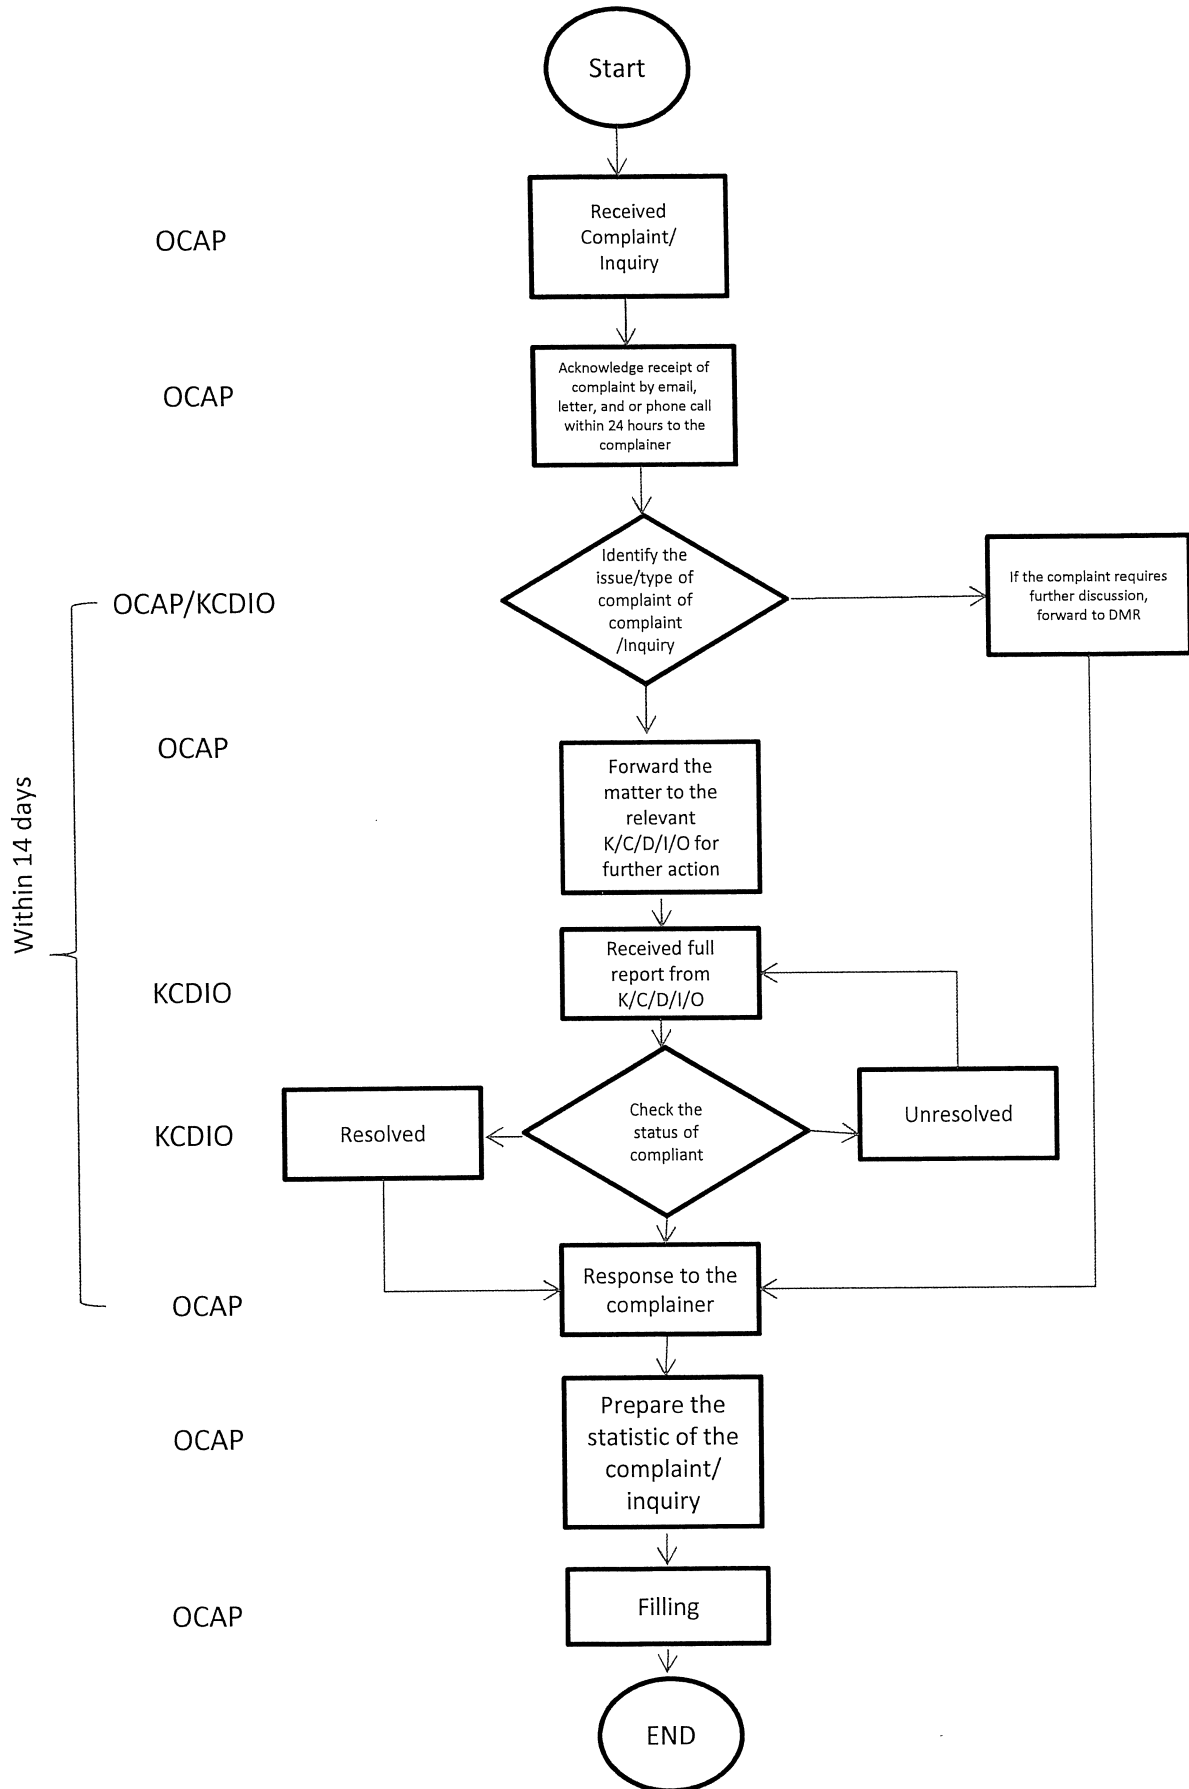 Start
OCAP
Received
Complaint/
Inquiry
OCAP
Acknowledge receipt of
complaint by email,
letter, and or phone call
within 24 hours to the
complainer
OCAP/KCDIO
Identify the
issue/type of
complaint of
complaint
/Inquiry
If the complaint requires
further discussion,
forward to DMR
Within 14 days
OCAP
Forward the
matter to the
relevant
K/C/D/I/O for
further action
KCDIO
Received full
report from
K/C/D/I/O
KCDIO
Resolved
Check the
status of
compliant
Unresolved
OCAP
Response to the
complainer
OCAP
Prepare the
statistic of the
complaint/
inquiry
OCAP
Filling
END